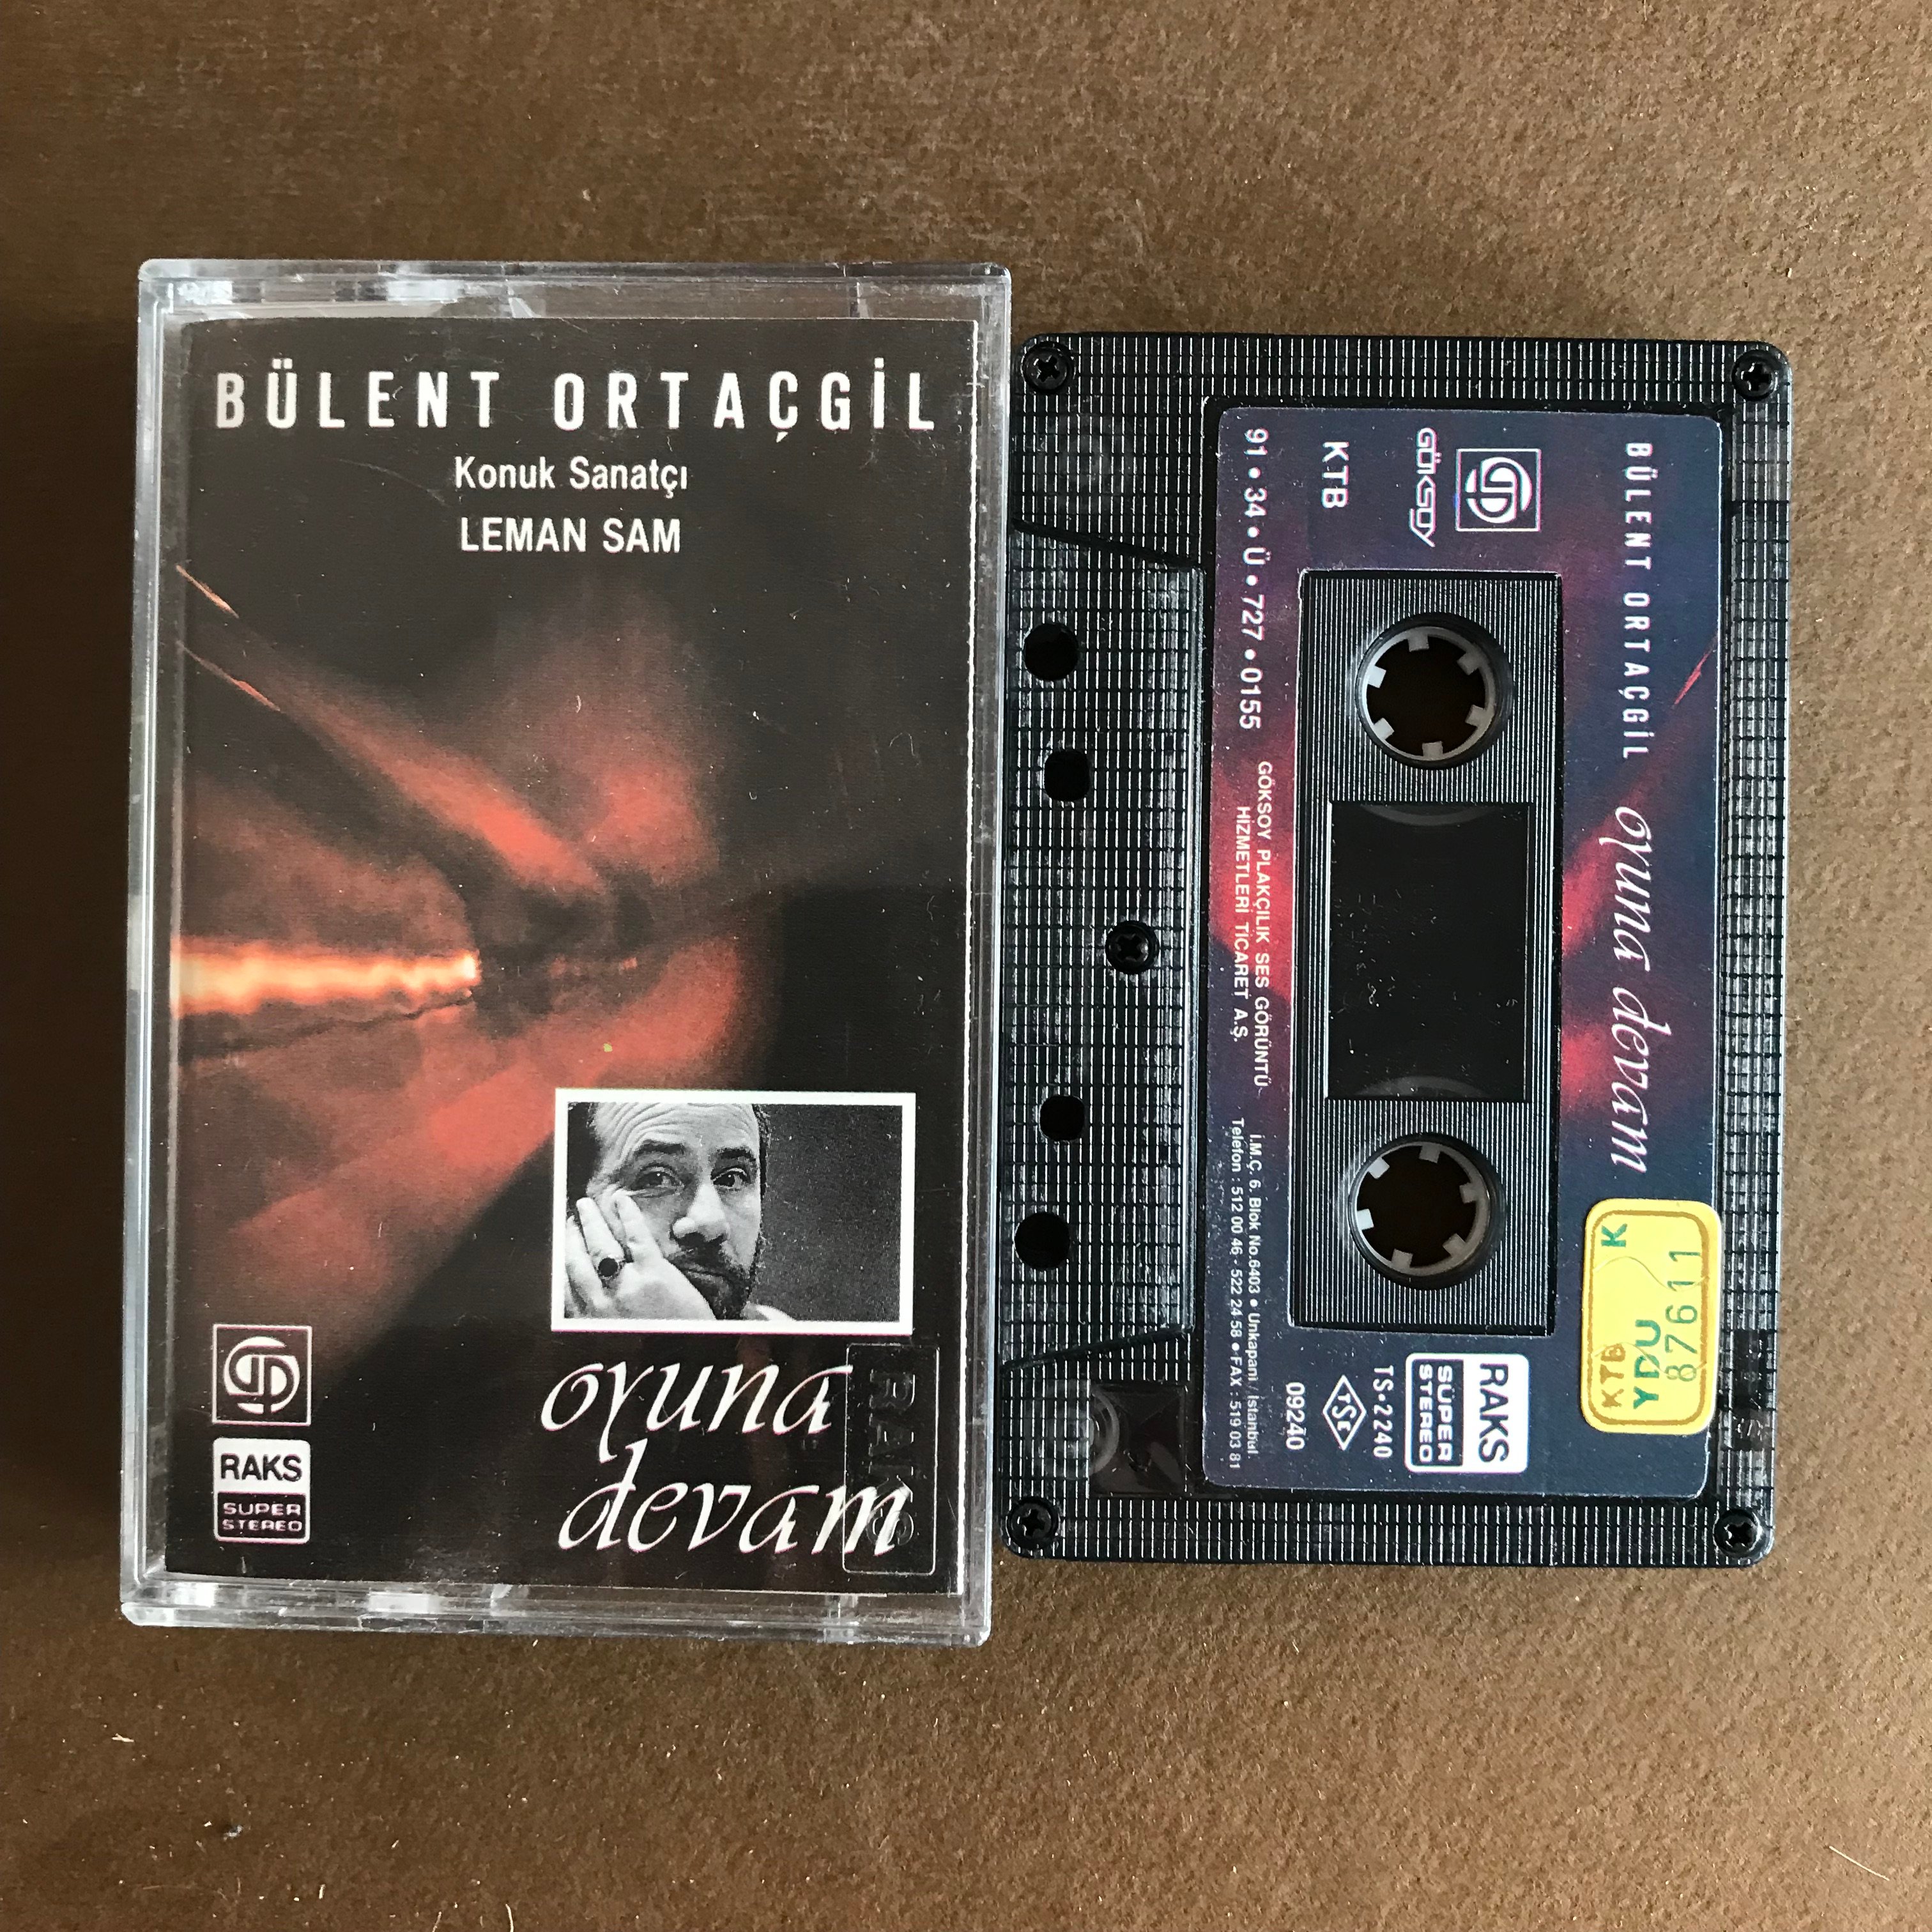 BÜLENT ORTAÇGİL
Konuk Sanatçı
LEMAN SAM
oyuna
devam
RAKS
SUPER
STEREO
RAKS
BÜLENT ORTAÇGİL oyuna devam
GÖKSOY
KTB
91 • 34 • Ü • 727 • 0155
GÖKSOY PLAKÇILIK SES GÖRÜNTÜ
HİZMETLERİ TİCARET A.Ş.
İ.M.Ç. 6. Blok No.6403 • Unkapanı / İstanbul
Telefon : 512 00 46 - 522 24 58 • FAX : 519 03 81
RAKS
SÜPER
STEREO
TS•2240
TSE
09240
K
87611
YDU
KTB